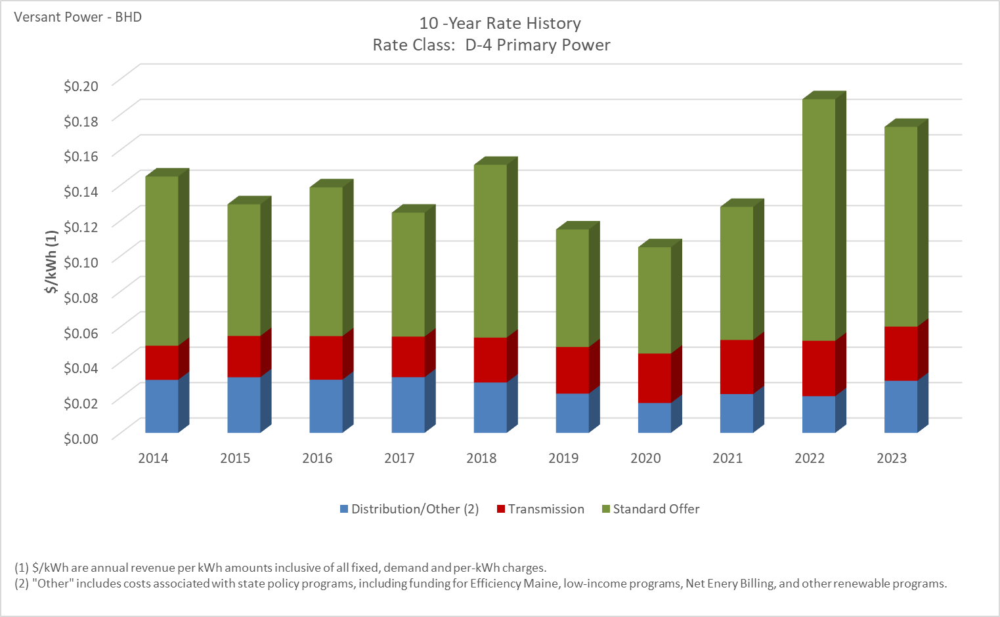 Versant Power - BHD
10 -Year Rate History
Rate Class:  D-4 Primary Power
$/kWh (1)
$0.20
$0.18
$0.16
$0.14
$0.12
$0.10
$0.08
$0.06
$0.04
$0.02
$0.00
2014 2015 2016 2017 2018 2019 2020 2021 2022 2023
Distribution/Other (2) Transmission Standard Offer
(1) $/kWh are annual revenue per kWh amounts inclusive of all fixed, demand and per-kWh charges.
(2) "Other" includes costs associated with state policy programs, including funding for Efficiency Maine, low-income programs, Net Enery Billing, and other renewable programs.